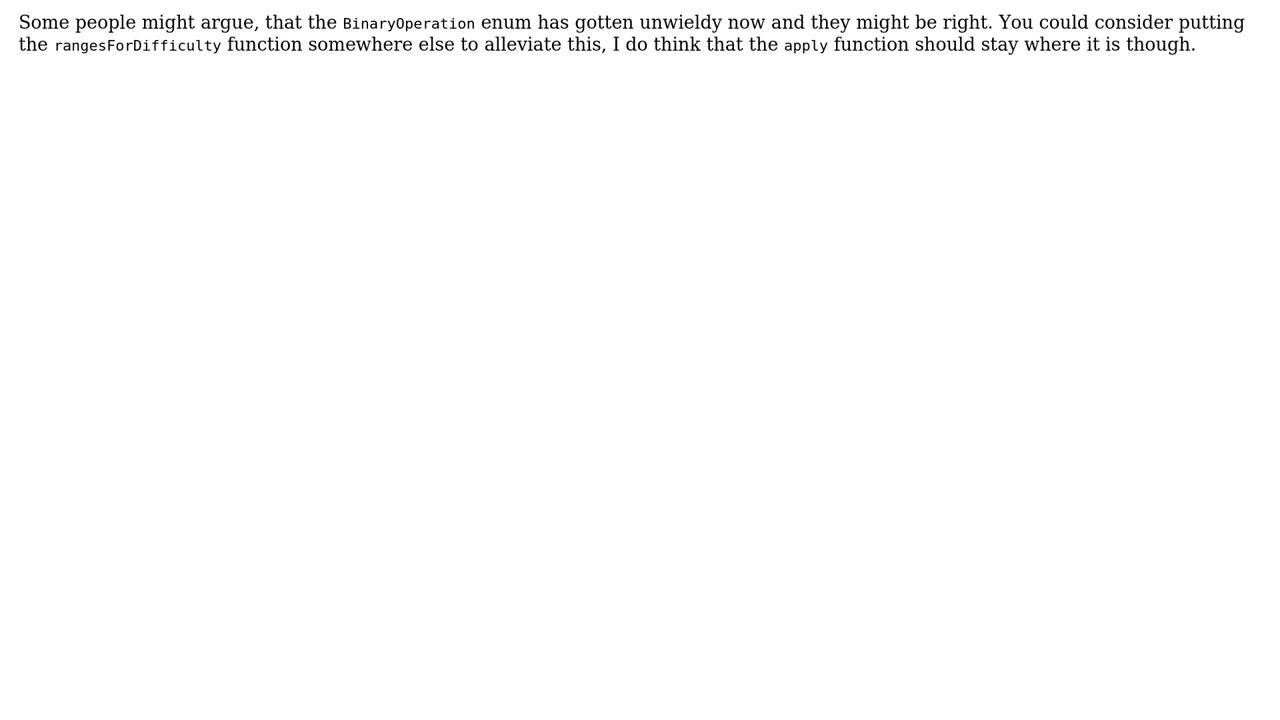 Some people might argue, that the BinaryOperation enum has gotten unwieldy now and they might be right. You could consider putting
the rangesForDifficulty function somewhere else to alleviate this, I do think that the apply function should stay where it is though.